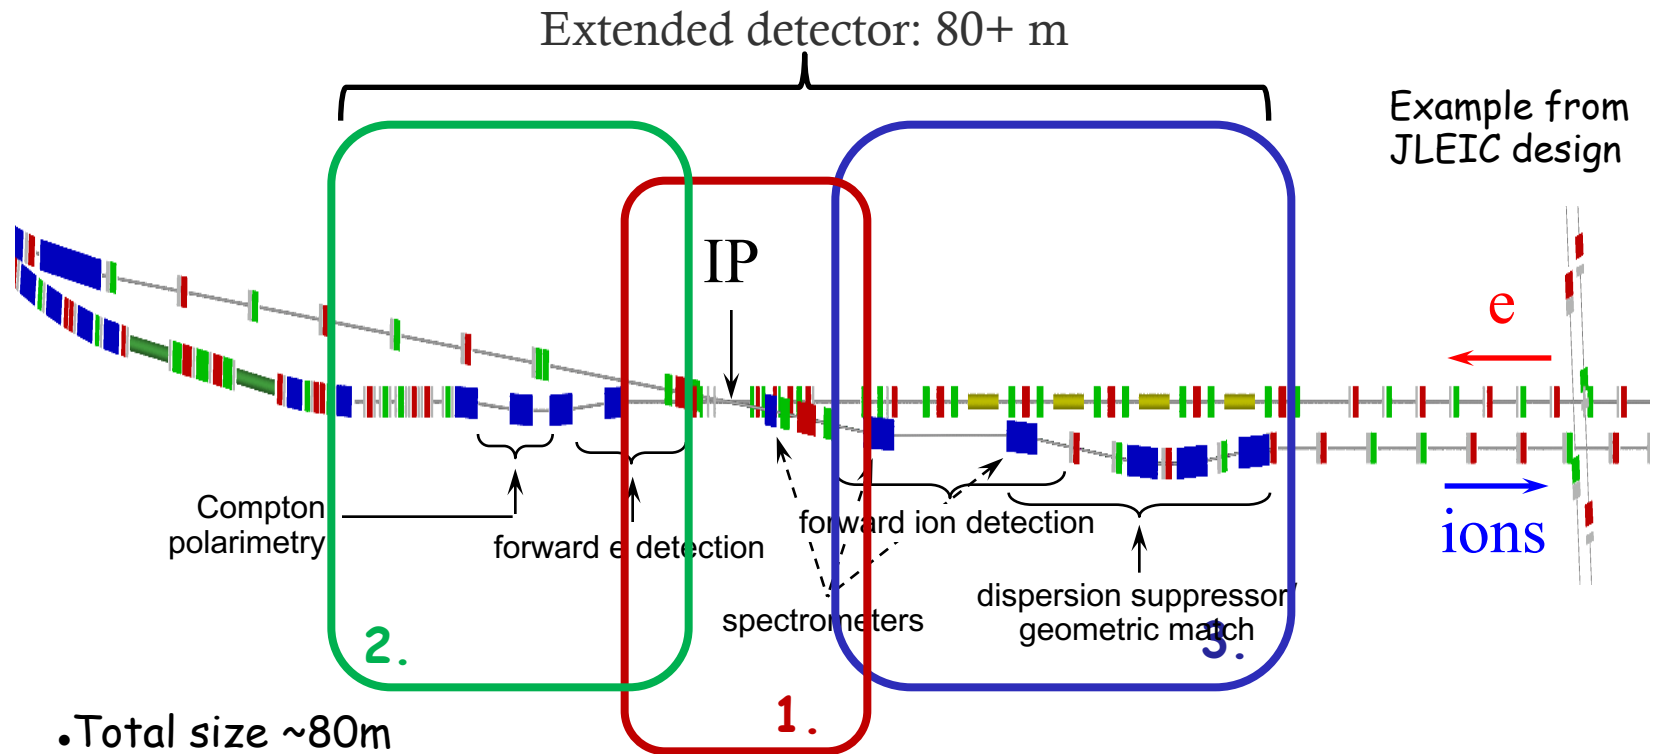 Extended detector: 80+ m
Example from
JLEIC design
IP
e
Compton
polarimetry
forward e detection
forward ion detection
ions
spectrometers
dispersion suppressor/
geometric match
2.
3.
1.
•Total size ~80m